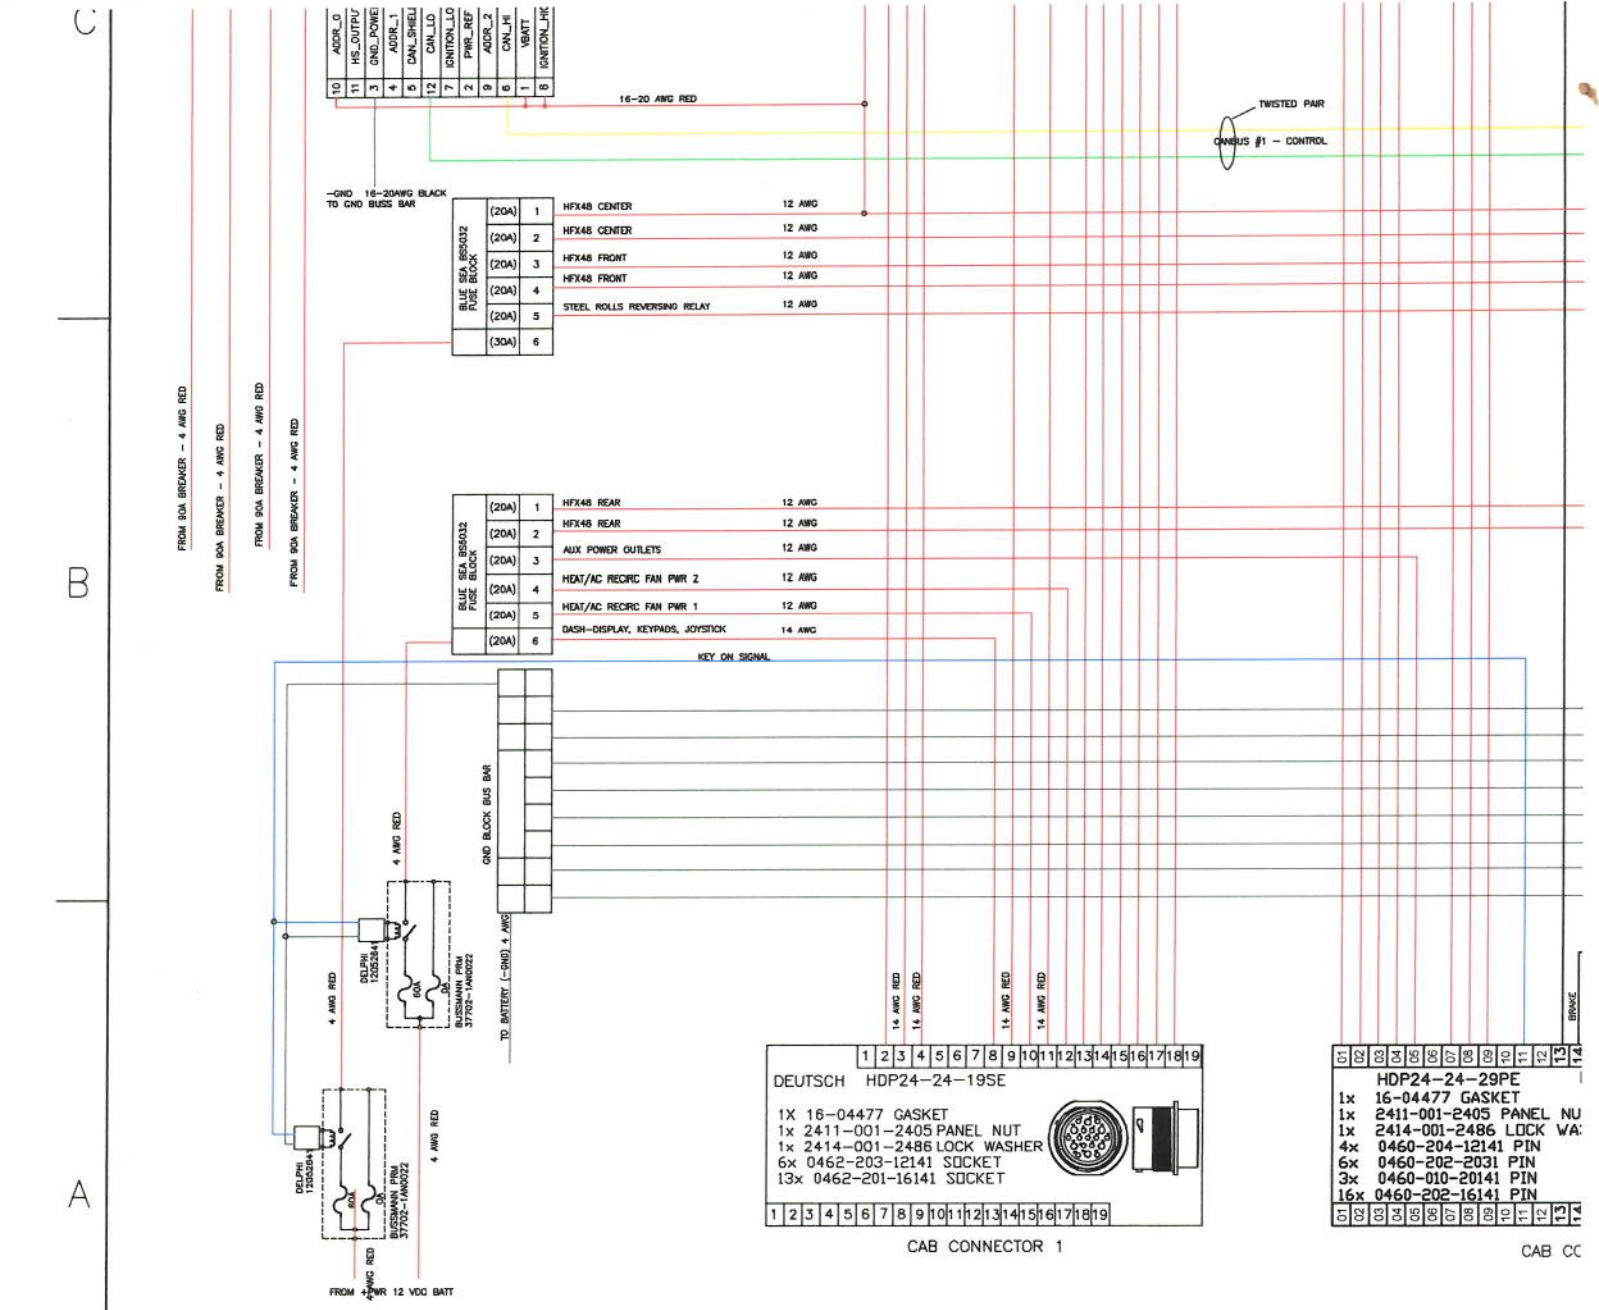 C
ADDR_0
HS_OUTPU
GND_POWE
ADDR_1
CAN_SHIEL
CAN_LO
IGNITION_LO
PWR_REF
ADDR_2
CAN_HI
VBATT
IGNITION_HI
10 11 3 4 5 12 7 2 9 6 1 8
16-20 AWG RED
TWISTED PAIR
CANBUS #1 - CONTROL
-GND 16-20AWG BLACK
TO GND BUSS BAR
BLUE SEA BS5032
FUSE BLOCK
(20A) 1 HFX48 CENTER 12 AWG
(20A) 2 HFX48 CENTER 12 AWG
(20A) 3 HFX48 FRONT 12 AWG
(20A) 4 HFX48 FRONT 12 AWG
(20A) 5 STEEL ROLLS REVERSING RELAY 12 AWG
(30A) 6
FROM 90A BREAKER - 4 AWG RED
FROM 90A BREAKER - 4 AWG RED
FROM 90A BREAKER - 4 AWG RED
FROM 90A BREAKER - 4 AWG RED
B
BLUE SEA BS5032
FUSE BLOCK
(20A) 1 HFX48 REAR 12 AWG
(20A) 2 HFX48 REAR 12 AWG
(20A) 3 AUX POWER OUTLETS 12 AWG
(20A) 4 HEAT/AC RECIRC FAN PWR 2 12 AWG
(20A) 5 HEAT/AC RECIRC FAN PWR 1 12 AWG
(20A) 6 DASH-DISPLAY, KEYPADS, JOYSTICK 14 AWG
KEY ON SIGNAL
GND BLOCK BUS BAR
4 AWG RED
TO BATTERY (-GND) 4 AWG
DELPHI
12052641
60A
0A
BUSSMANN PRM
37702-1AN0022
4 AWG RED
4 AWG RED
DELPHI
12052641
60A
0A
BUSSMANN PRM
37702-1AN0022
4 AWG RED
FROM +PWR 12 VDC BATT
A
14 AWG RED
14 AWG RED
14 AWG RED
14 AWG RED
BRAKE
1 2 3 4 5 6 7 8 9 10 11 12 13 14 15 16 17 18 19
DEUTSCH HDP24-24-19SE
1X 16-04477 GASKET
1x 2411-001-2405 PANEL NUT
1x 2414-001-2486 LOCK WASHER
6x 0462-203-12141 SOCKET
13x 0462-201-16141 SOCKET
1 2 3 4 5 6 7 8 9 10 11 12 13 14 15 16 17 18 19
CAB CONNECTOR 1
01 02 03 04 05 06 07 08 09 10 11 12 13 14
HDP24-24-29PE
1x 16-04477 GASKET
1x 2411-001-2405 PANEL NU
1x 2414-001-2486 LOCK WA
4x 0460-204-12141 PIN
6x 0460-202-2031 PIN
3x 0460-010-20141 PIN
16x 0460-202-16141 PIN
01 02 03 04 05 06 07 08 09 10 11 12 13 14
CAB CO